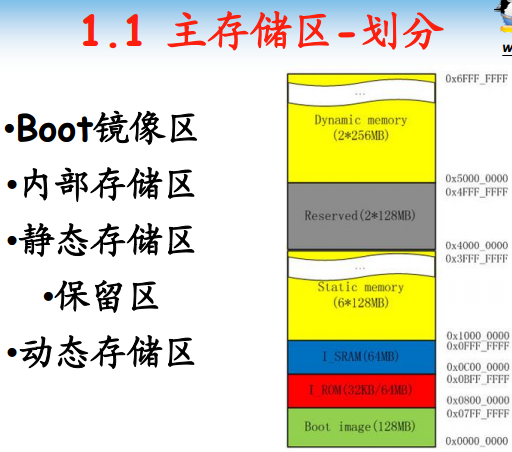 1.1 主存储区-划分
•Boot镜像区
•内部存储区
•静态存储区
•保留区
•动态存储区
0x6FFF_FFFF
...
Dynamic memory
(2*256MB)
0x5000_0000
0x4FFF_FFFF
Reserved(2*128MB)
0x4000_0000
0x3FFF_FFFF
...
Static memory
(6*128MB)
0x1000_0000
0x0FFF_FFFF
I_SRAM(64MB)
0x0C00_0000
0x0BFF_FFFF
I_ROM(32KB/64MB)
0x0800_0000
0x07FF_FFFF
Boot image(128MB)
0x0000_0000